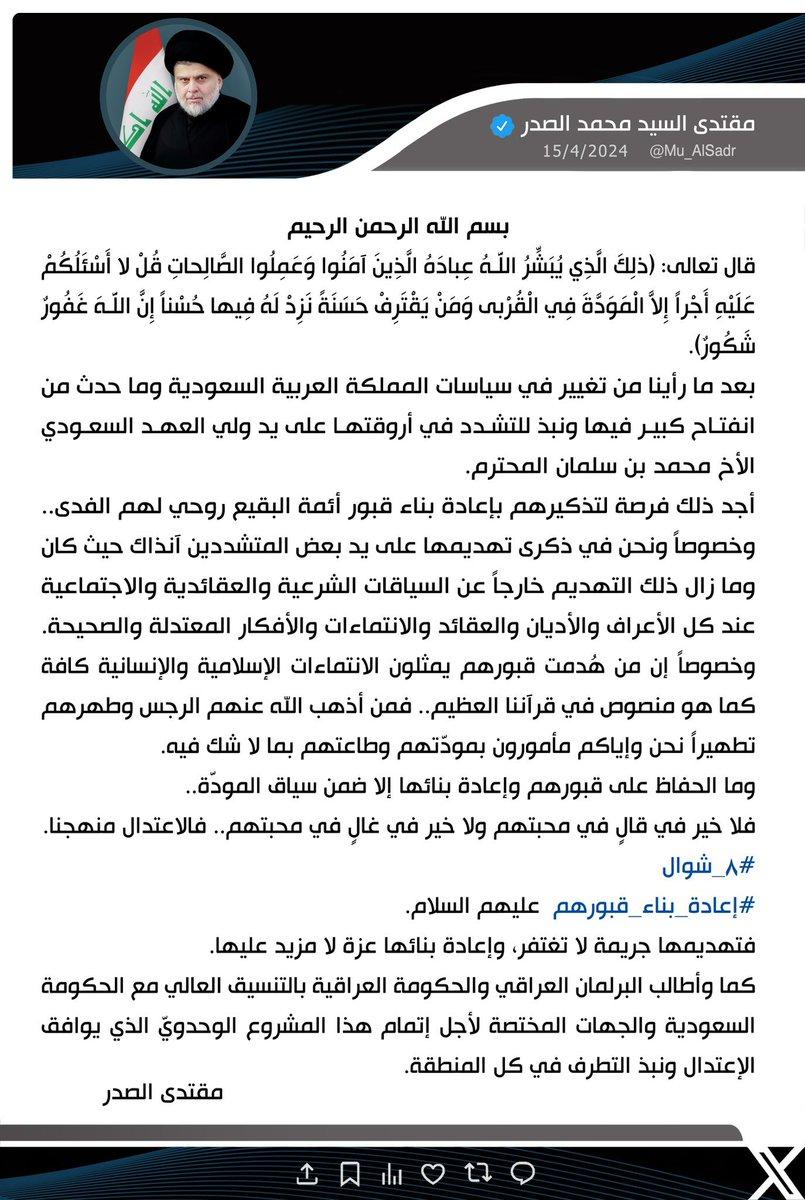 مقتدى السيد محمد الصدر
15/4/2024 @Mu_AlSadr
بسم الله الرحمن الرحيم
قال تعالى: (ذلِكَ الَّذِي يُبَشِّرُ اللَّـهُ عِبادَهُ الَّذِينَ آمَنُوا وَعَمِلُوا الصَّالِحاتِ قُلْ لا أَسْئَلُكُمْ
عَلَيْهِ أَجْراً إِلاَّ الْمَوَدَّةَ فِي الْقُرْبى وَمَنْ يَقْتَرِفْ حَسَنَةً نَزِدْ لَهُ فِيها حُسْناً إِنَّ اللَّـهَ غَفُورٌ
شَكُورٌ).
بعد ما رأينا من تغيير في سياسات المملكة العربية السعودية وما حدث من
انفتاح كبير فيها ونبذ للتشدد في أروقتها على يد ولي العهد السعودي
الأخ محمد بن سلمان المحترم.
أجد ذلك فرصة لتذكيرهم بإعادة بناء قبور أئمة البقيع روحي لهم الفدى..
وخصوصاً ونحن في ذكرى تهديمها على يد بعض المتشددين آنذاك حيث كان
وما زال ذلك التهديم خارجاً عن السياقات الشرعية والعقائدية والاجتماعية
عند كل الأعراف والأديان والعقائد والانتماءات والأفكار المعتدلة والصحيحة.
وخصوصاً إن من هُدمت قبورهم يمثلون الانتماءات الإسلامية والإنسانية كافة
كما هو منصوص في قرآننا العظيم.. فمن أذهب الله عنهم الرجس وطهرهم
تطهيراً نحن وإياكم مأمورون بمودّتهم وطاعتهم بما لا شك فيه.
وما الحفاظ على قبورهم وإعادة بنائها إلا ضمن سياق المودّة..
فلا خير في قالٍ في محبتهم ولا خير في غالٍ في محبتهم.. فالاعتدال منهجنا.
#٨_شوال
#إعادة_بناء_قبورهم عليهم السلام.
فتهديمها جريمة لا تغتفر، وإعادة بنائها عزة لا مزيد عليها.
كما وأطالب البرلمان العراقي والحكومة العراقية بالتنسيق العالي مع الحكومة
السعودية والجهات المختصة لأجل إتمام هذا المشروع الوحدويّ الذي يوافق
الإعتدال ونبذ التطرف في كل المنطقة.
مقتدى الصدر